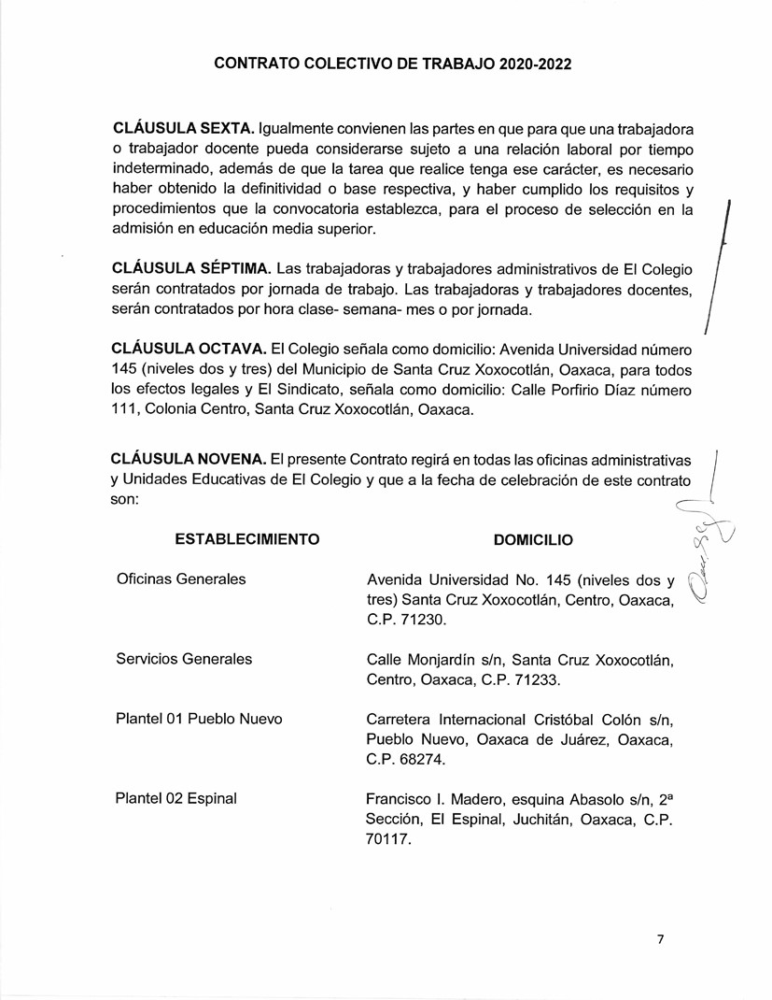 CONTRATO COLECTIVO DE TRABAJO 2020-2022
CLÁUSULA SEXTA. Igualmente convienen las partes en que para que una trabajadora
o trabajador docente pueda considerarse sujeto a una relación laboral por tiempo
indeterminado, además de que la tarea que realice tenga ese carácter, es necesario
haber obtenido la definitividad o base respectiva, y haber cumplido los requisitos y
procedimientos que la convocatoria establezca, para el proceso de selección en la
admisión en educación media superior.
CLÁUSULA SÉPTIMA. Las trabajadoras y trabajadores administrativos de El Colegio
serán contratados por jornada de trabajo. Las trabajadoras y trabajadores docentes,
serán contratados por hora clase- semana- mes o por jornada.
CLÁUSULA OCTAVA. El Colegio señala como domicilio: Avenida Universidad número
145 (niveles dos y tres) del Municipio de Santa Cruz Xoxocotlán, Oaxaca, para todos
los efectos legales y El Sindicato, señala como domicilio: Calle Porfirio Díaz número
111, Colonia Centro, Santa Cruz Xoxocotlán, Oaxaca.
CLÁUSULA NOVENA. El presente Contrato regirá en todas las oficinas administrativas
y Unidades Educativas de El Colegio y que a la fecha de celebración de este contrato
son:
ESTABLECIMIENTO DOMICILIO
Oficinas Generales Avenida Universidad No. 145 (niveles dos y
tres) Santa Cruz Xoxocotlán, Centro, Oaxaca,
C.P. 71230.
Servicios Generales Calle Monjardín s/n, Santa Cruz Xoxocotlán,
Centro, Oaxaca, C.P. 71233.
Plantel 01 Pueblo Nuevo Carretera Internacional Cristóbal Colón s/n,
Pueblo Nuevo, Oaxaca de Juárez, Oaxaca,
C.P. 68274.
Plantel 02 Espinal Francisco I. Madero, esquina Abasolo s/n, 2ª
Sección, El Espinal, Juchitán, Oaxaca, C.P.
70117.
7